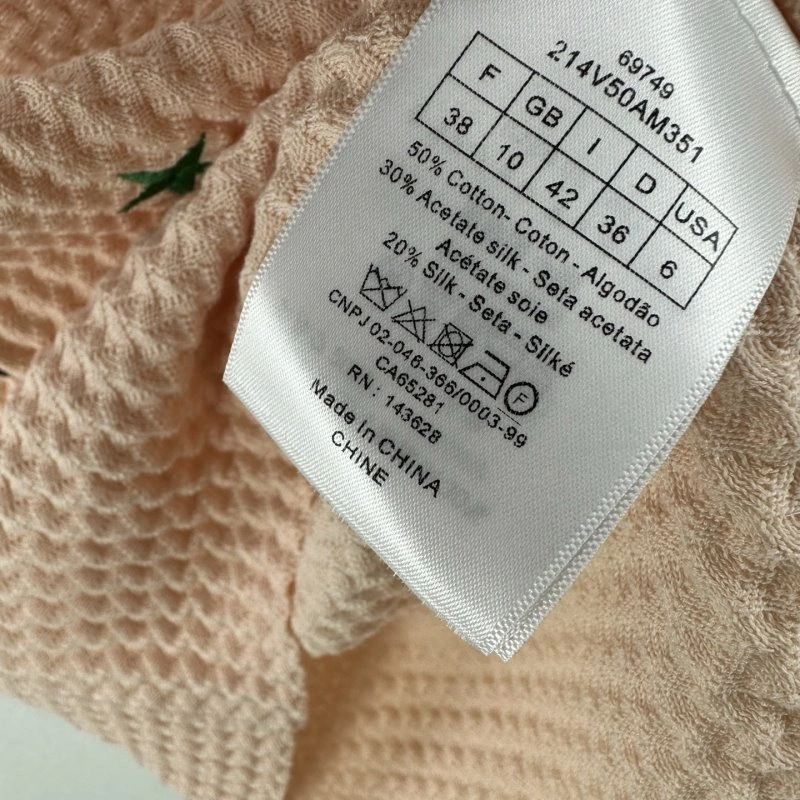 69749
214V50AM351
F GB I D USA
38 10 42 36 6
50% Cotton- Coton - Algodão
30% Acetate silk - Seta acetata
Acétate soie
20% Silk - Seta - Silké
F
CNPJ 02-046-366/0003-99
CA65281
RN: 143628
Made in CHINA
CHINE